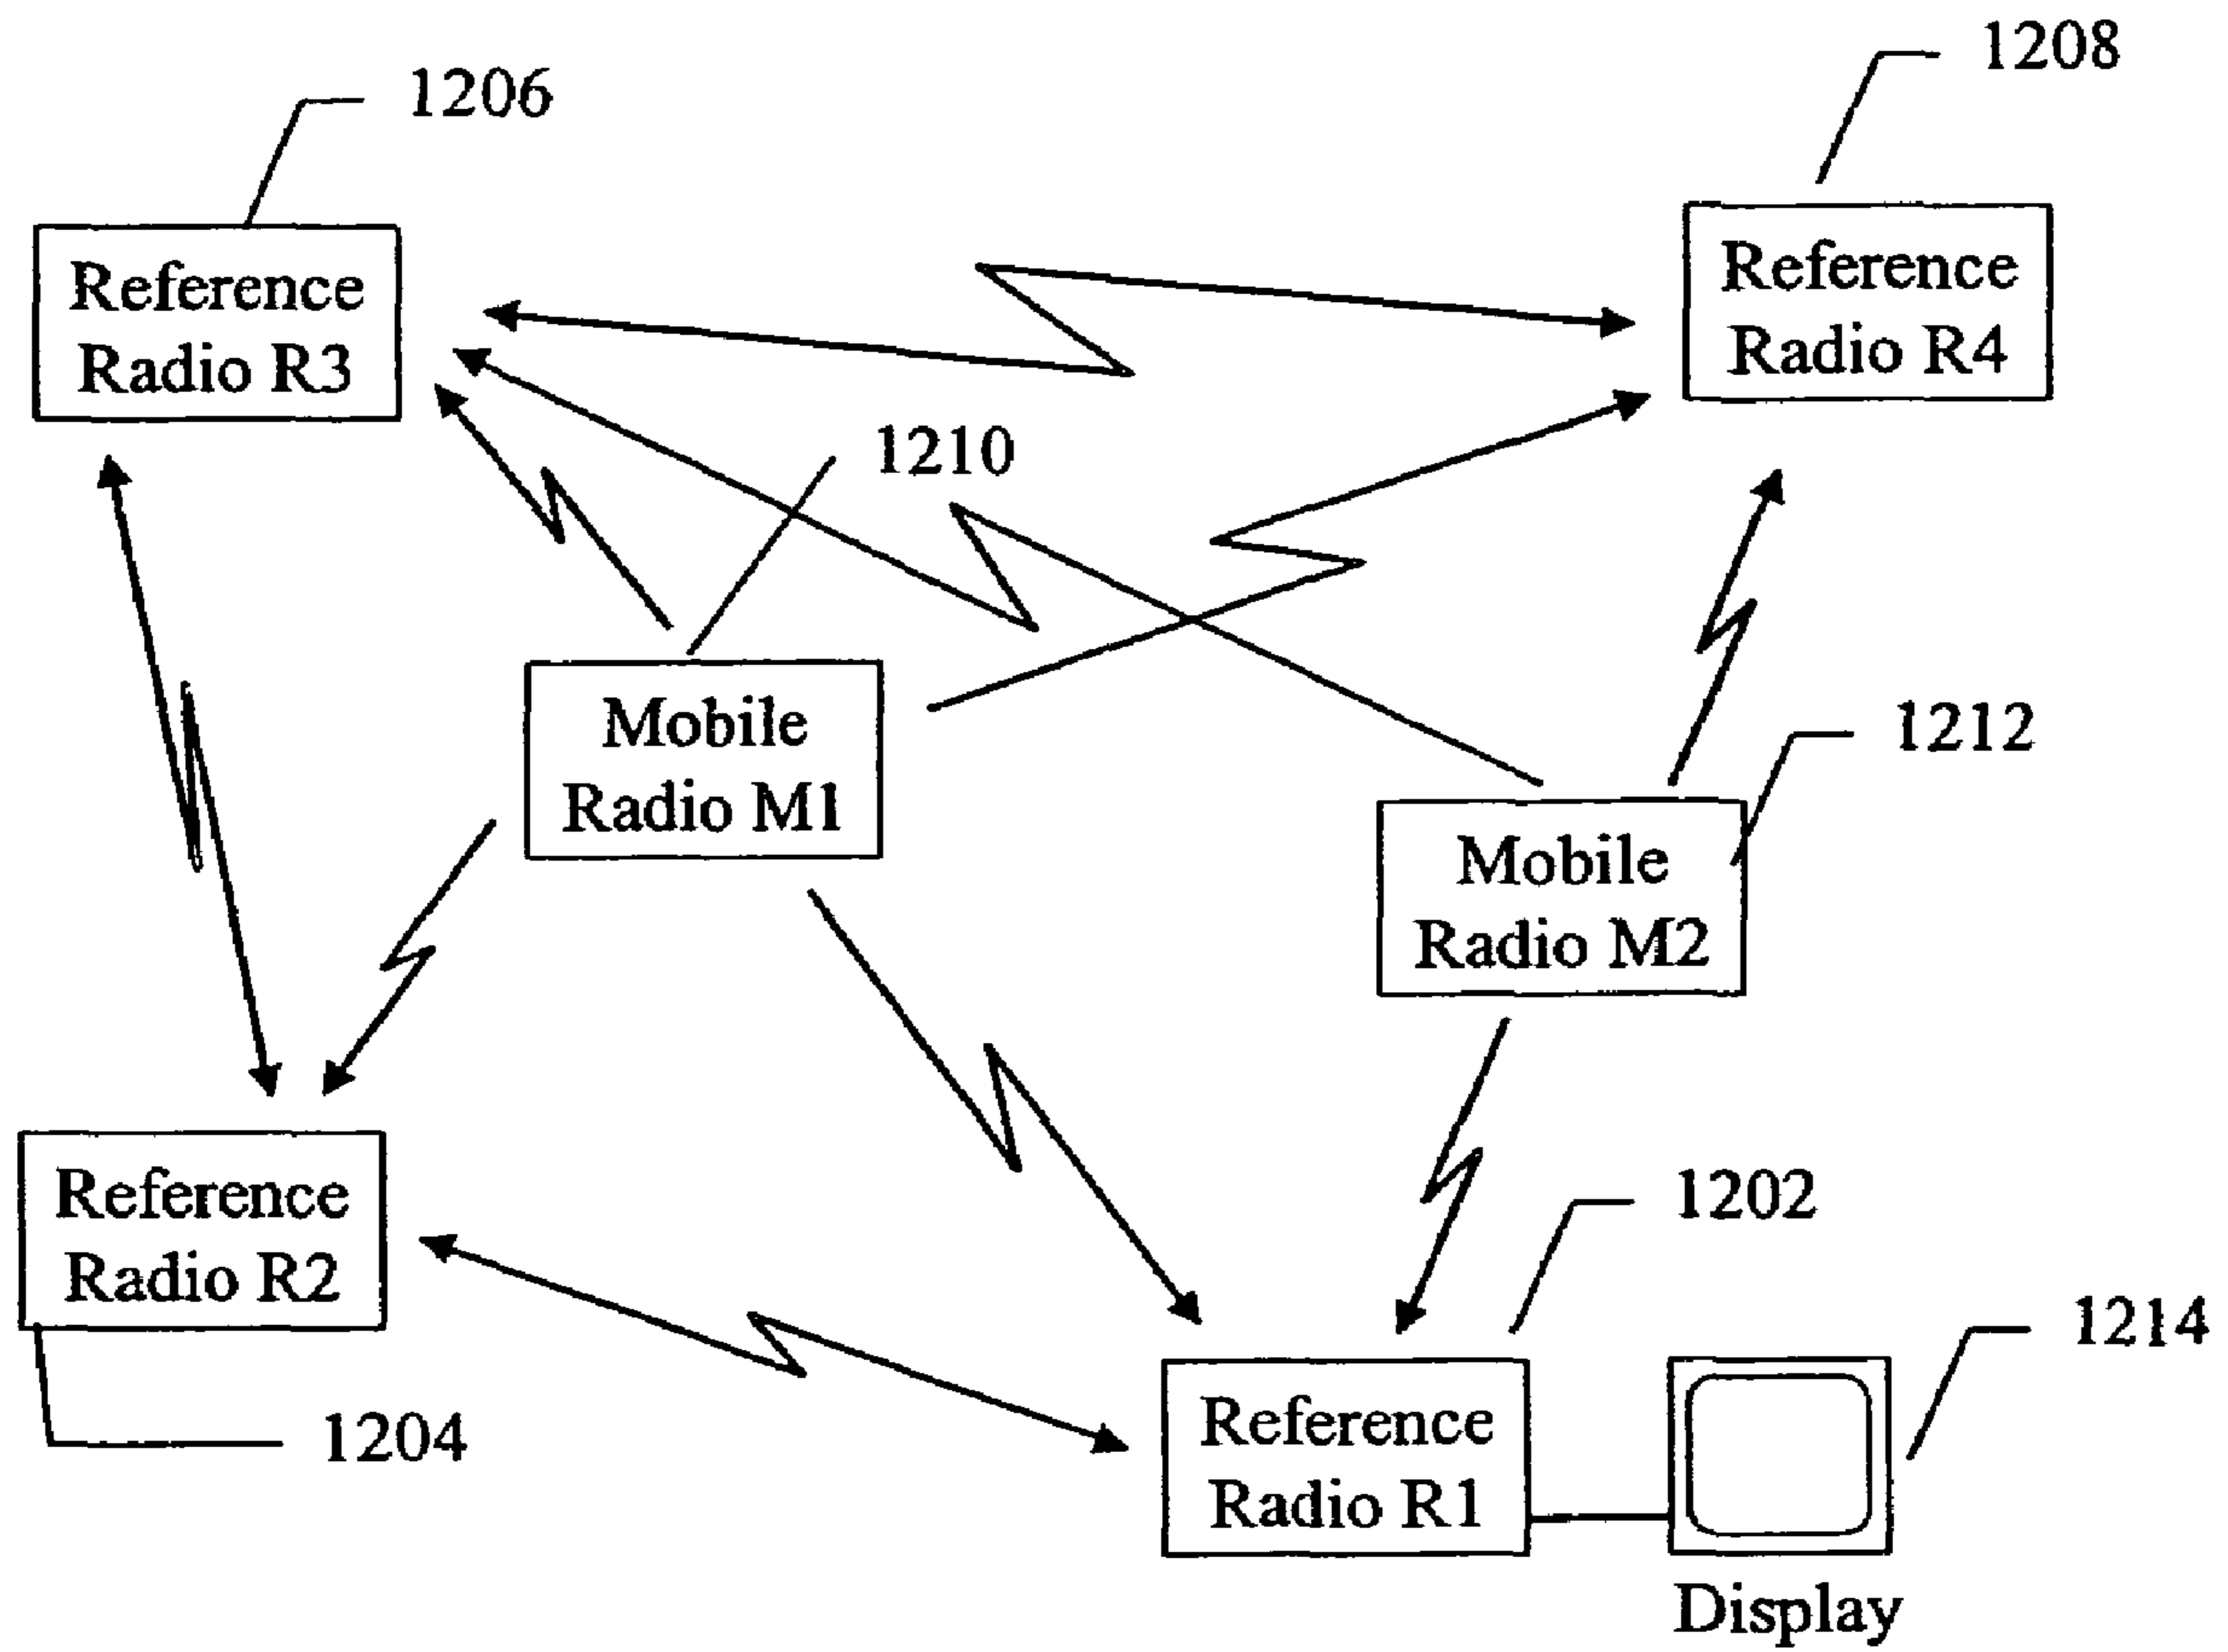 1208
1206
Reference
Radio R3
Reference
Radio R4
1210
Mobile
Radio M1
1212
Mobile
Radio M2
Reference
Radio R2
1202
1214
1204
Reference
Radio R1
Display